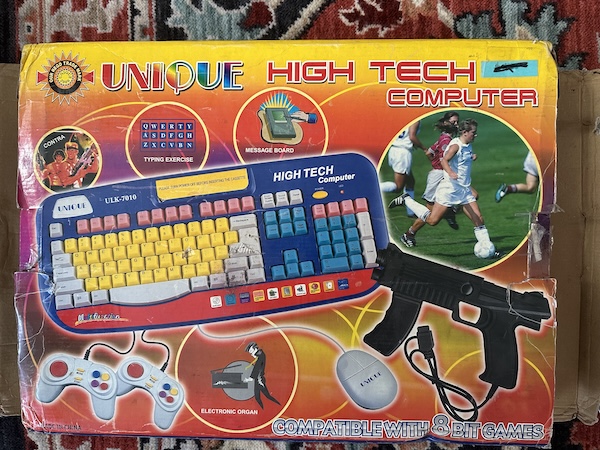 UNIQUE HIGH TECH
COMPUTER
CONTRA
QWERTY
ASDFGH
ZXCVBN
TYPING EXERCISE
MESSAGE BOARD
HIGH TECH
Computer
UNIQUE
ULK-7010
ELECTRONIC ORGAN
UNIQUE
COMPATIBLE WITH 8 BIT GAMES